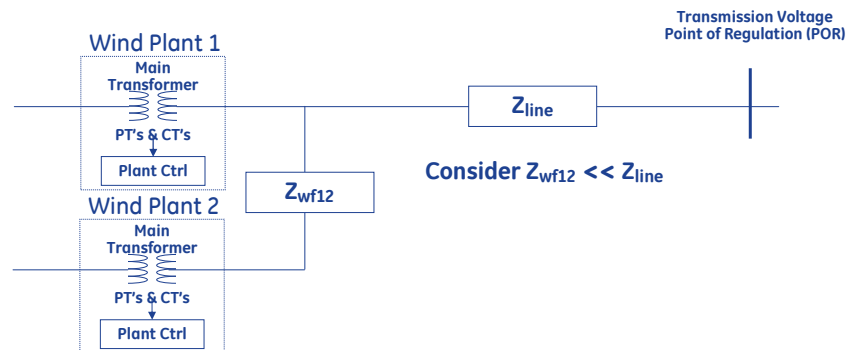 Transmission Voltage
Point of Regulation (POR)
Wind Plant 1
Main
Transformer
PT's & CT's
Plant Ctrl
Zline
Zwf12
Consider Zwf12 << Zline
Wind Plant 2
Main
Transformer
PT's & CT's
Plant Ctrl